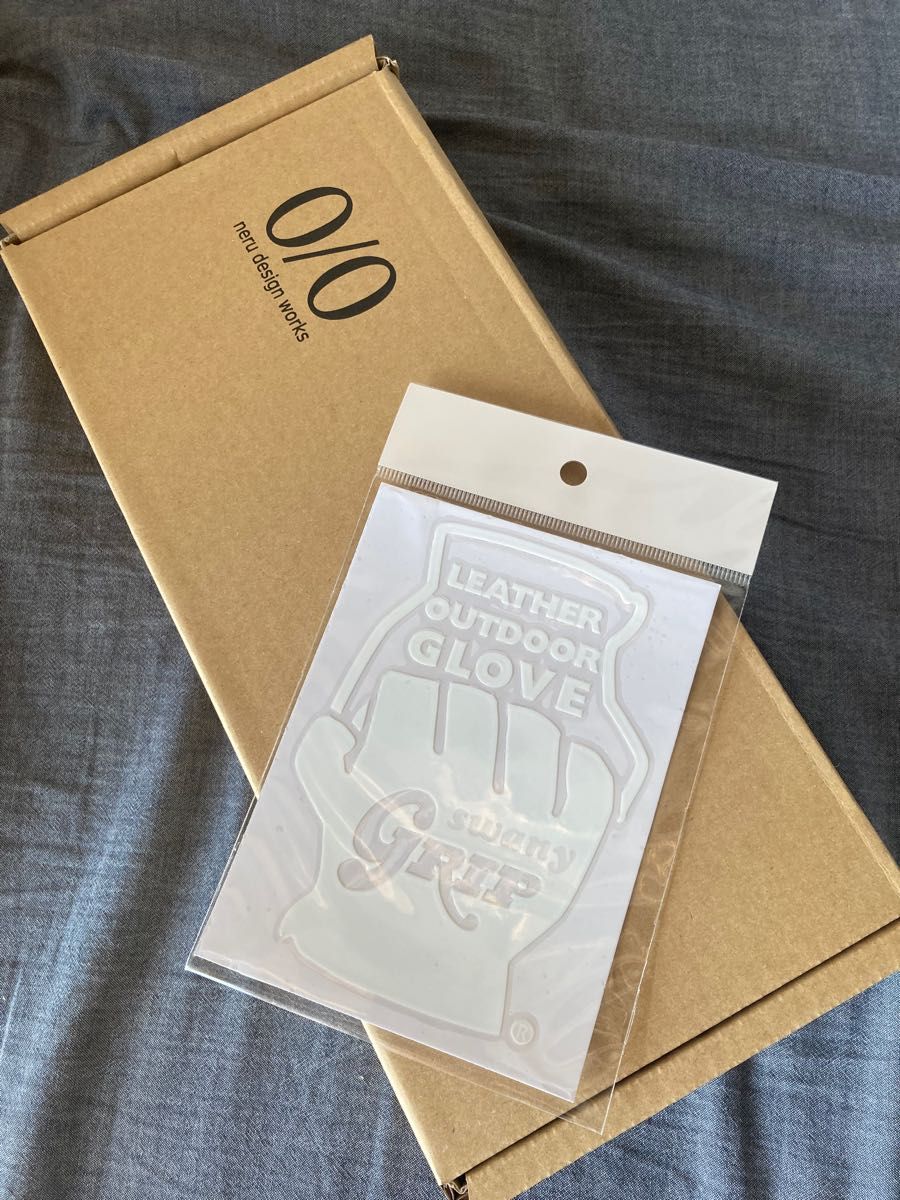 0/0
neru design works
LEATHER
OUTDOOR
GLOVE
swany
GRIP
®